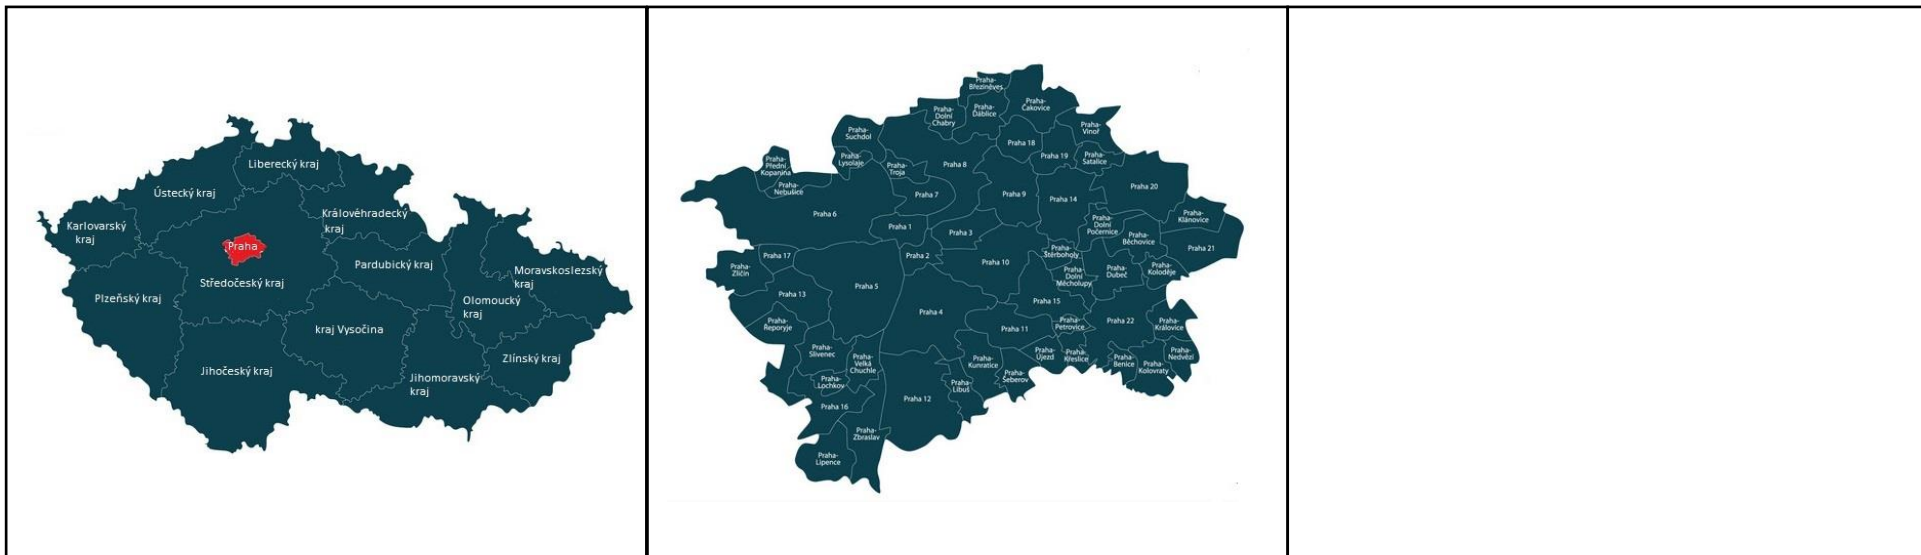 Liberecký kraj
Ústecký kraj
Královéhradecký
kraj
Karlovarský
kraj
Praha
Pardubický kraj
Moravskoslezský
kraj
Středočeský kraj
Plzeňský kraj
Olomoucký
kraj
kraj Vysočina
Zlínský kraj
Jihočeský kraj
Jihomoravský
kraj
Praha-
Březiněves
Praha-
Čakovice
Praha-
Ďáblice
Praha-
Dolní
Chabry
Praha-
Vinoř
Praha-
Suchdol
Praha 18
Praha-
Přední
Kopanina
Praha-
Lysolaje
Praha-
Troja
Praha 8
Praha 19
Praha-
Satalice
Praha-
Nebušice
Praha 7
Praha 9
Praha 14
Praha 20
Praha 6
Praha-
Klánovice
Praha 1
Praha 3
Praha-
Dolní
Počernice
Praha-
Běchovice
Praha 21
Praha 17
Praha 2
Praha 10
Praha-
Štěrboholy
Praha-
Zličín
Praha-
Dolní
Měcholupy
Praha-
Dubeč
Praha-
Koloděje
Praha 13
Praha 5
Praha 15
Praha-
Řeporyje
Praha 4
Praha 11
Praha-
Petrovice
Praha 22
Praha-
Královice
Praha-
Slivenec
Praha-
Velká
Chuchle
Praha-
Kunratice
Praha-
Újezd
Praha-
Křeslice
Praha-
Benice
Praha-
Kolovraty
Praha-
Nedvězí
Praha-
Lochkov
Praha-
Libuš
Praha-
Šeberov
Praha 16
Praha 12
Praha-
Zbraslav
Praha-
Lipence